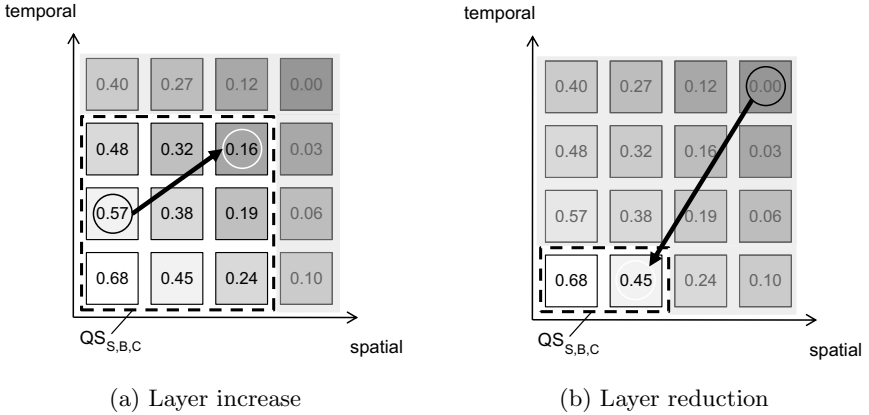 temporal
0.40 0.27 0.12 0.00
0.48 0.32 0.16 0.03
0.57 0.38 0.19 0.06
0.68 0.45 0.24 0.10
QS S,B,C
spatial
(a) Layer increase
temporal
0.40 0.27 0.12 0.00
0.48 0.32 0.16 0.03
0.57 0.38 0.19 0.06
0.68 0.45 0.24 0.10
QS S,B,C
spatial
(b) Layer reduction